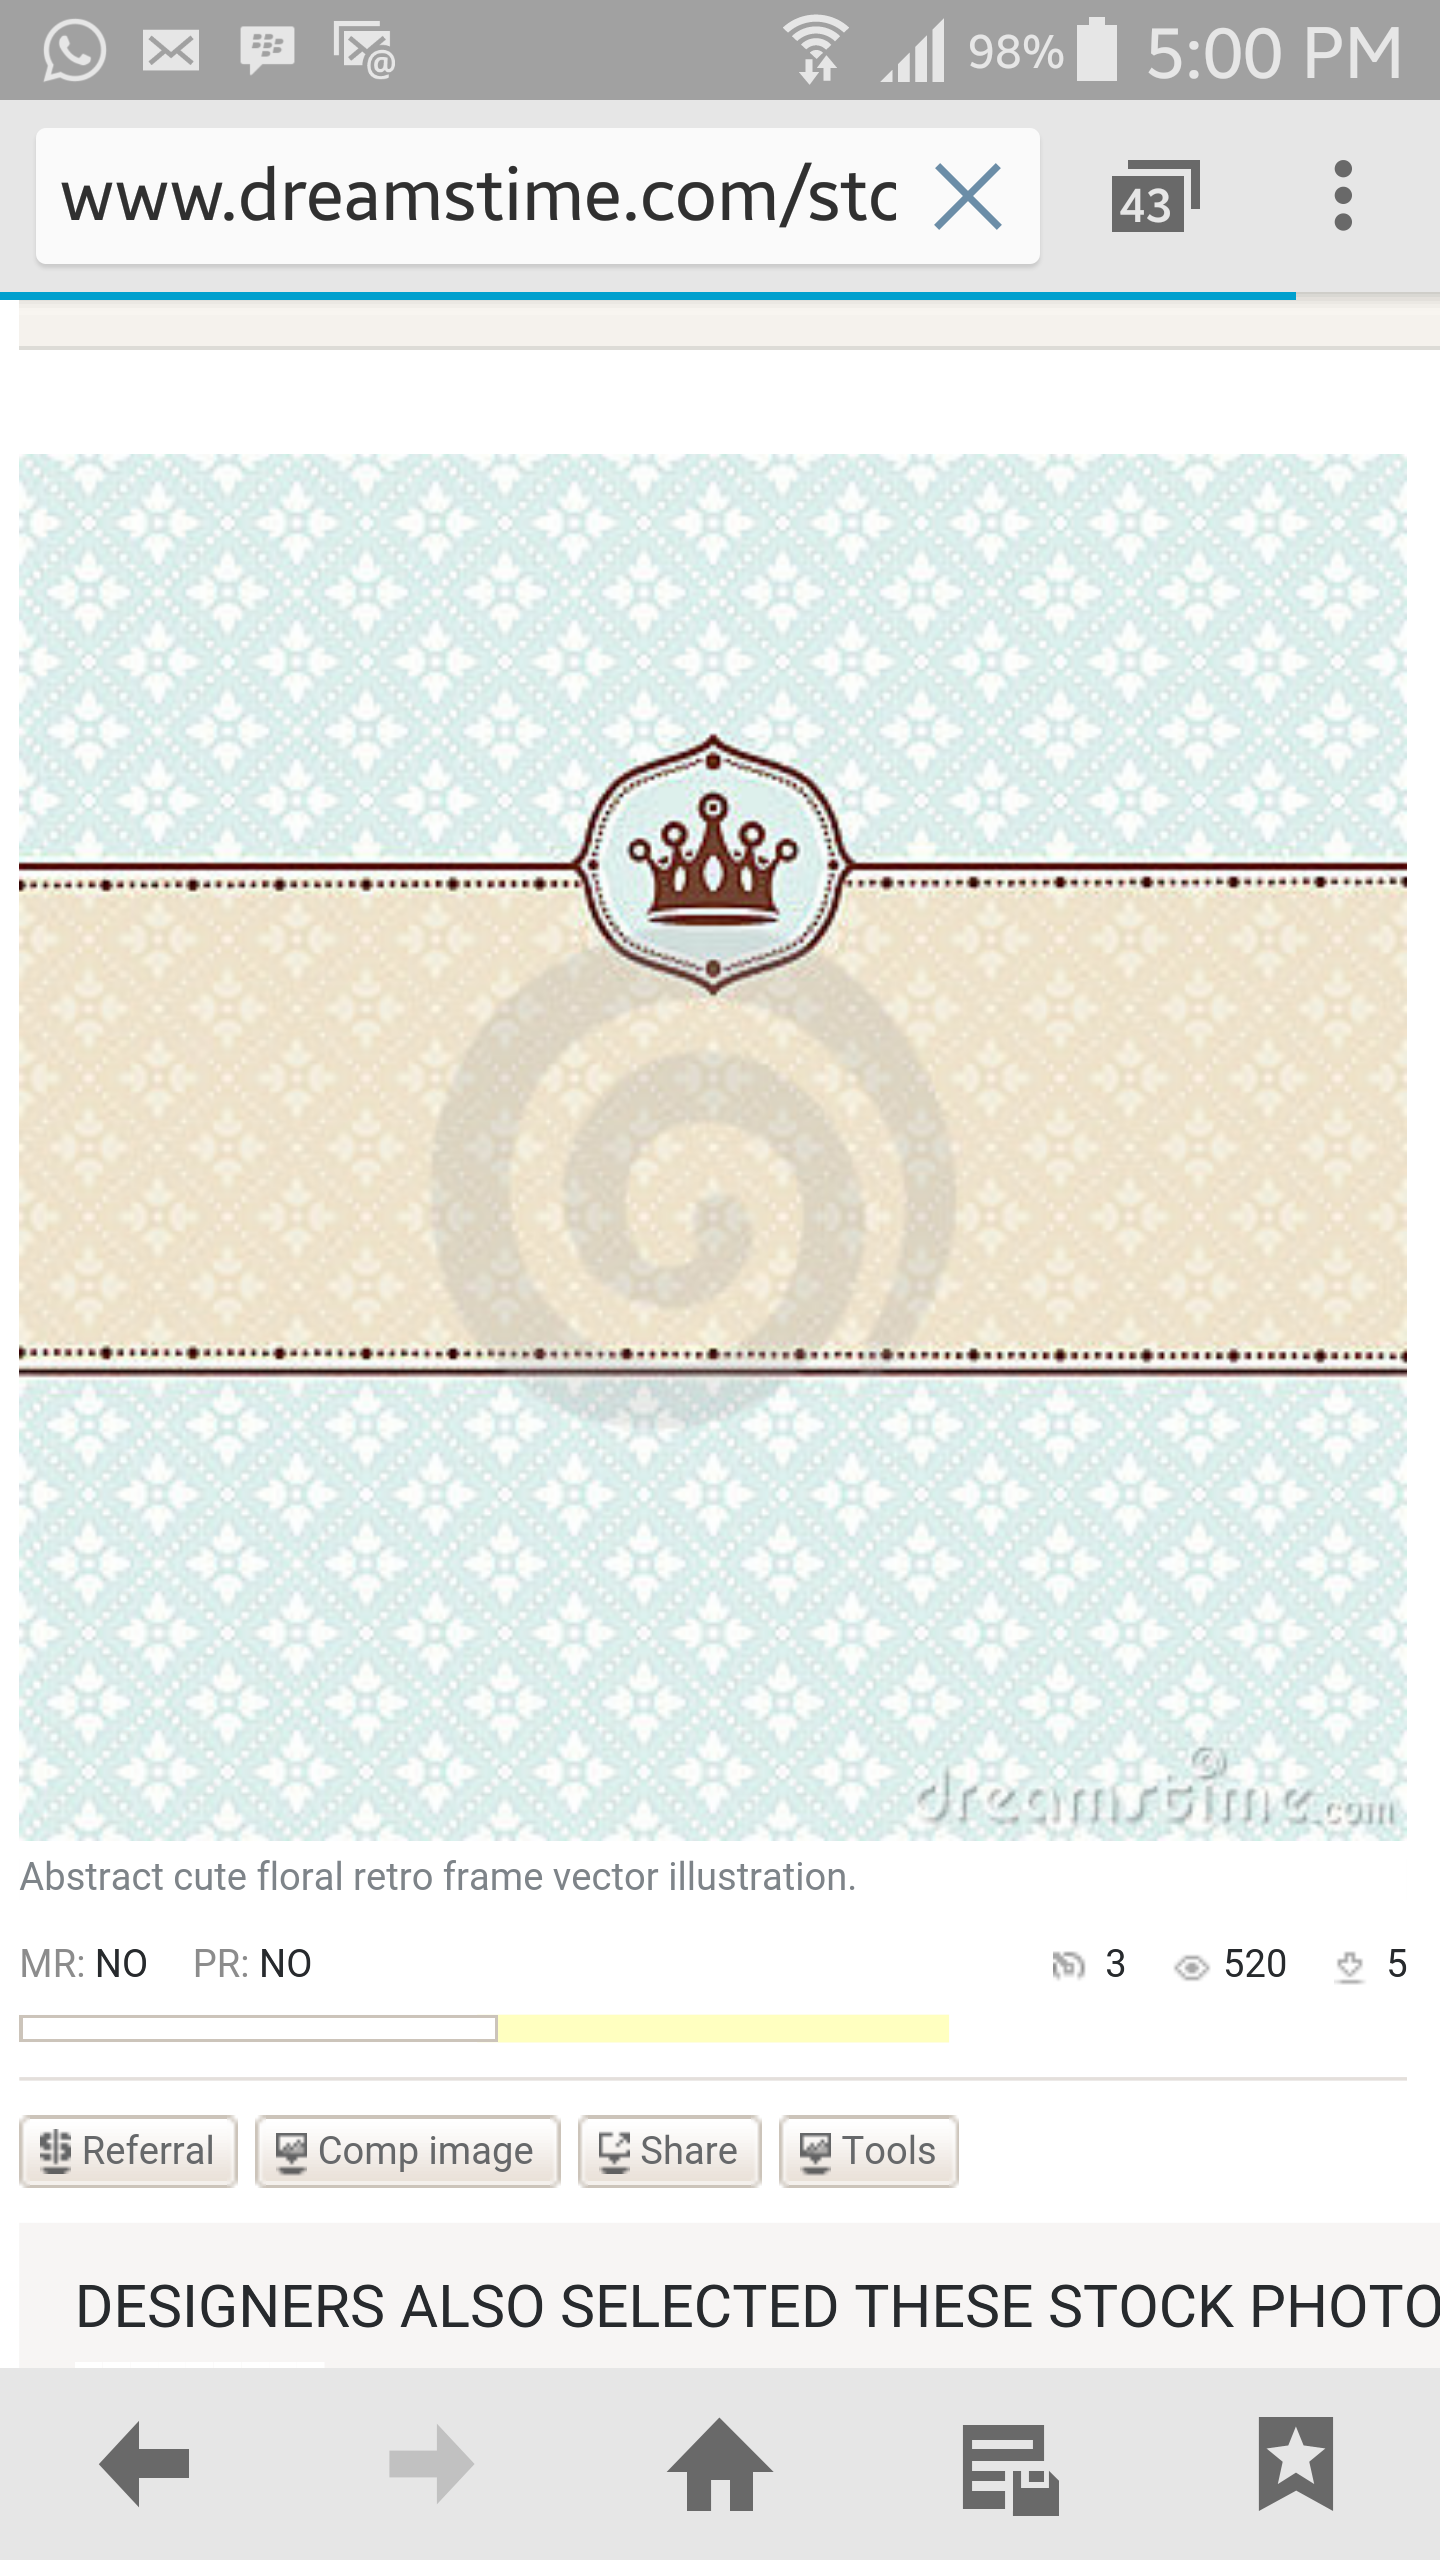 98% 5:00 PM
www.dreamstime.com/stc
43
dreamstime.com
Abstract cute floral retro frame vector illustration.
MR: NO PR: NO 3 520 5
Referral Comp image Share Tools
DESIGNERS ALSO SELECTED THESE STOCK PHOTO